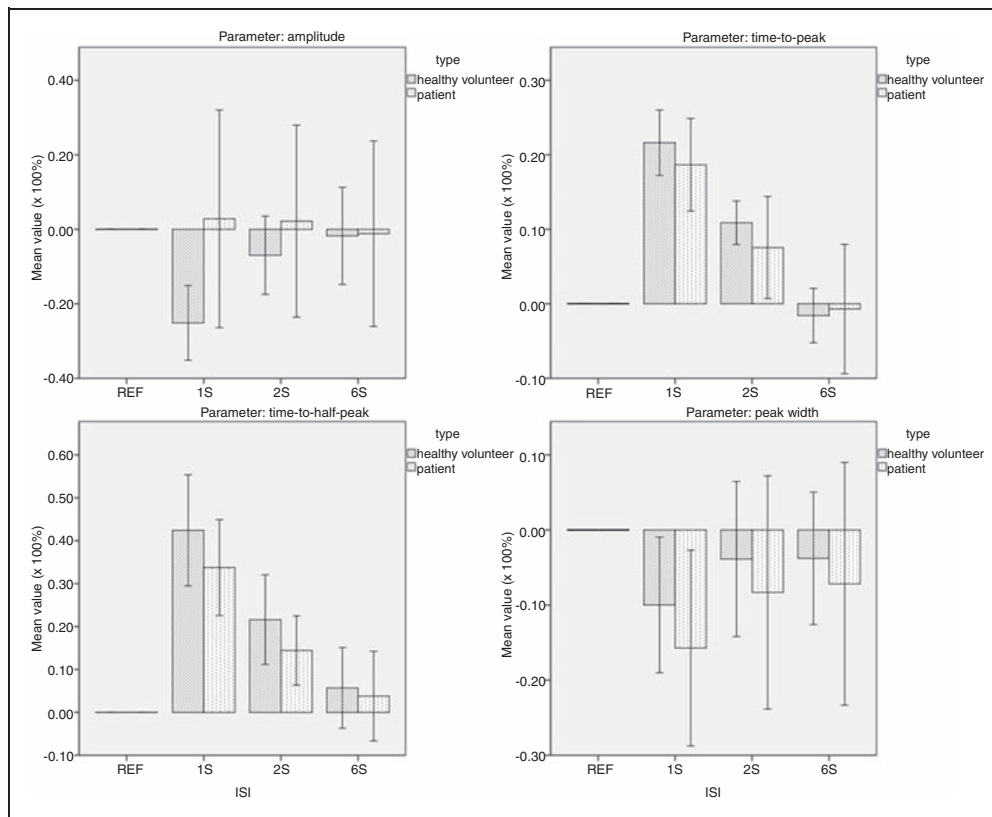 Parameter: amplitude
type
healthy volunteer
patient
Mean value (x 100%)
0.40
0.20
0.00
-0.20
-0.40
REF 1S 2S 6S
Parameter: time-to-peak
type
healthy volunteer
patient
Mean value (x 100%)
0.30
0.20
0.10
0.00
-0.10
REF 1S 2S 6S
Parameter: time-to-half-peak
type
healthy volunteer
patient
Mean value (x 100%)
0.60
0.50
0.40
0.30
0.20
0.10
0.00
-0.10
REF 1S 2S 6S
ISI
Parameter: peak width
type
healthy volunteer
patient
Mean value (x 100%)
0.10
0.00
-0.10
-0.20
-0.30
REF 1S 2S 6S
ISI